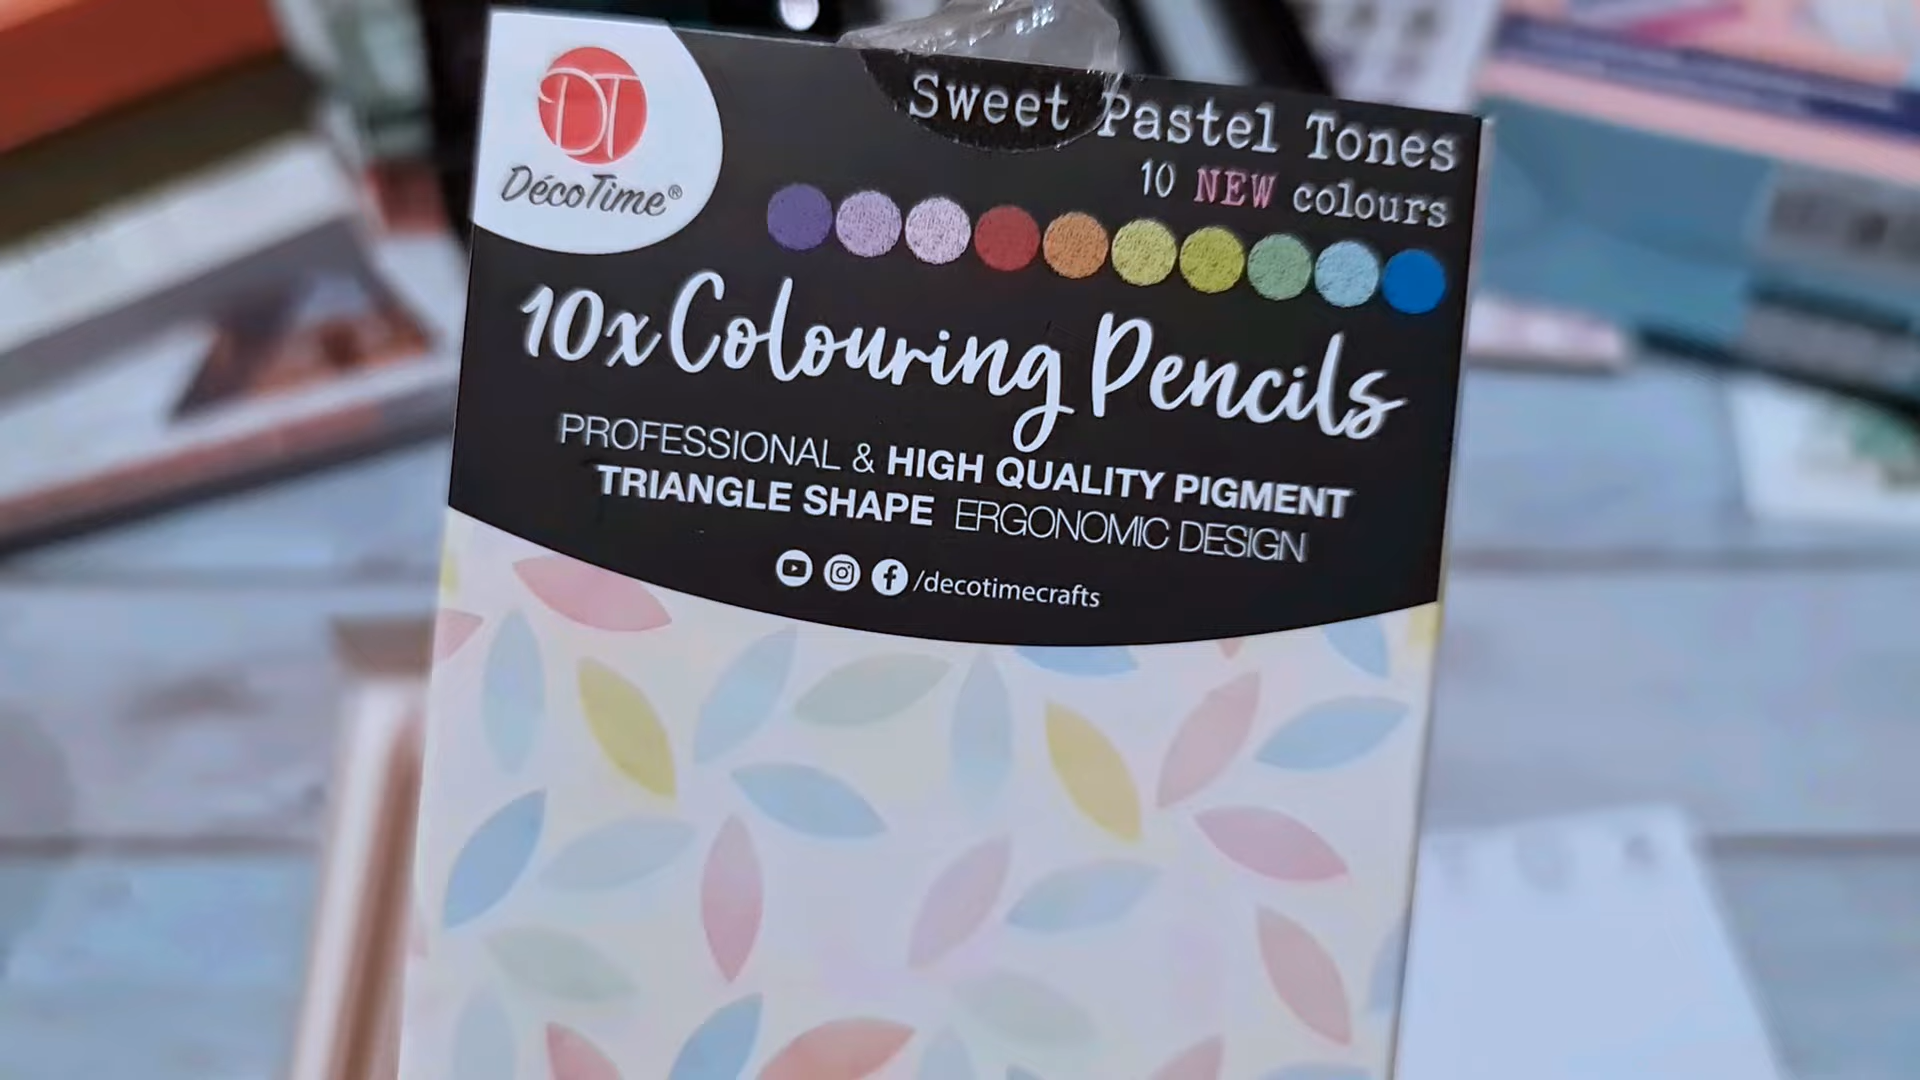 DT
DécoTime®
Sweet Pastel Tones
10 NEW colours
10x Colouring Pencils
PROFESSIONAL & HIGH QUALITY PIGMENT
TRIANGLE SHAPE ERGONOMIC DESIGN
/decotimecrafts